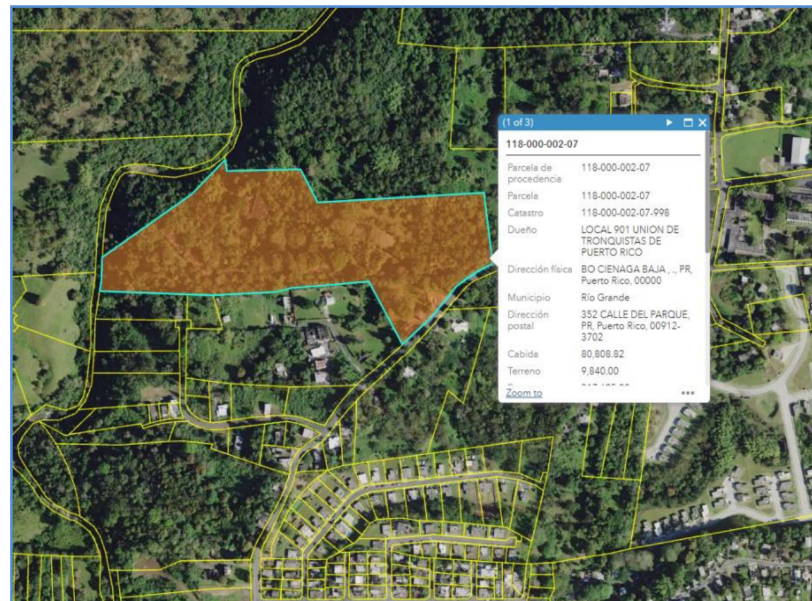 (1 of 3)
118-000-002-07
Parcela de procedencia 118-000-002-07
Parcela 118-000-002-07
Catastro 118-000-002-07-998
Dueño LOCAL 901 UNION DE
TRONQUISTAS DE
PUERTO RICO
Dirección física BO CIENAGA BAJA , ., PR,
Puerto Rico, 00000
Municipio Río Grande
Dirección postal 352 CALLE DEL PARQUE,
PR, Puerto Rico, 00912-
3702
Cabida 80,808.82
Terreno 9,840.00
Zoom to